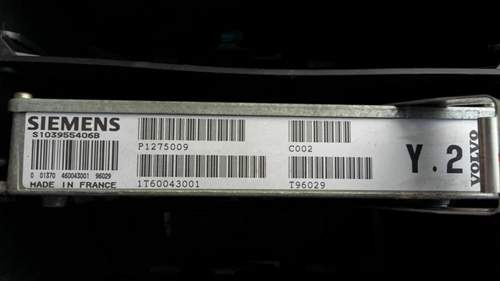 SIEMENS
S103955406B
0 01370 460043001 96029
MADE IN FRANCE
P1275009
1T60043001
C002
T96029
Y.2
VOLVO